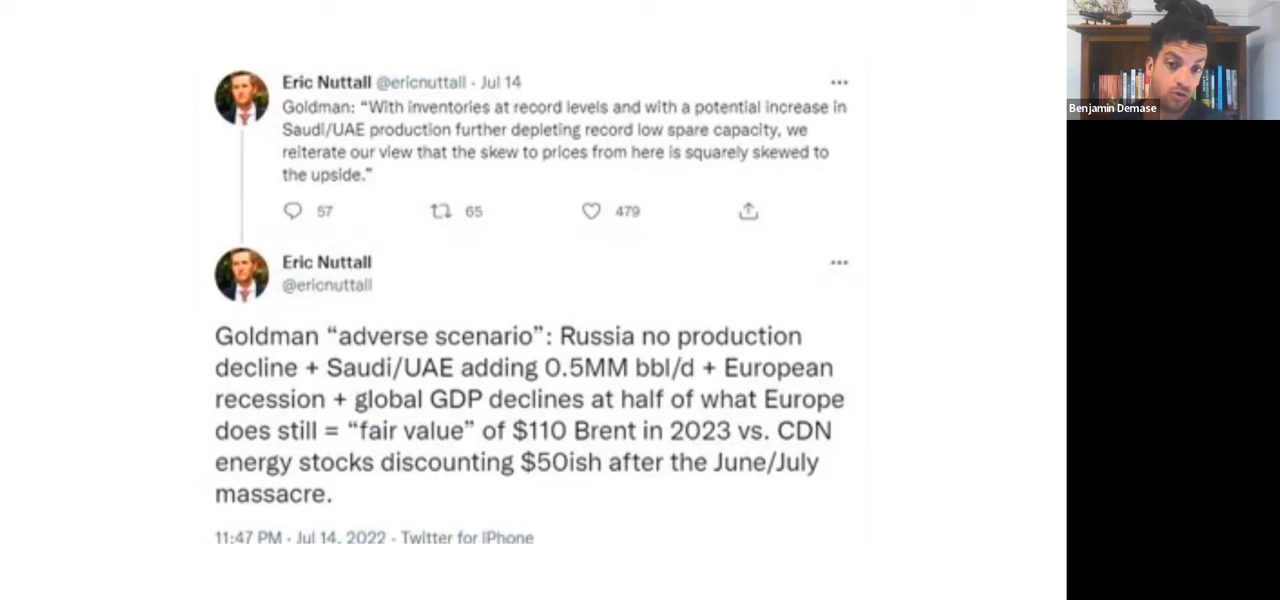 Eric Nuttall @ericnuttall · Jul 14
Goldman: “With inventories at record levels and with a potential increase in
Saudi/UAE production further depleting record low spare capacity, we
reiterate our view that the skew to prices from here is squarely skewed to
the upside.”
57 65 479
Eric Nuttall
@ericnuttall
Goldman “adverse scenario”: Russia no production
decline + Saudi/UAE adding 0.5MM bbl/d + European
recession + global GDP declines at half of what Europe
does still = “fair value” of $110 Brent in 2023 vs. CDN
energy stocks discounting $50ish after the June/July
massacre.
11:47 PM · Jul 14, 2022 · Twitter for iPhone
Benjamin Demase